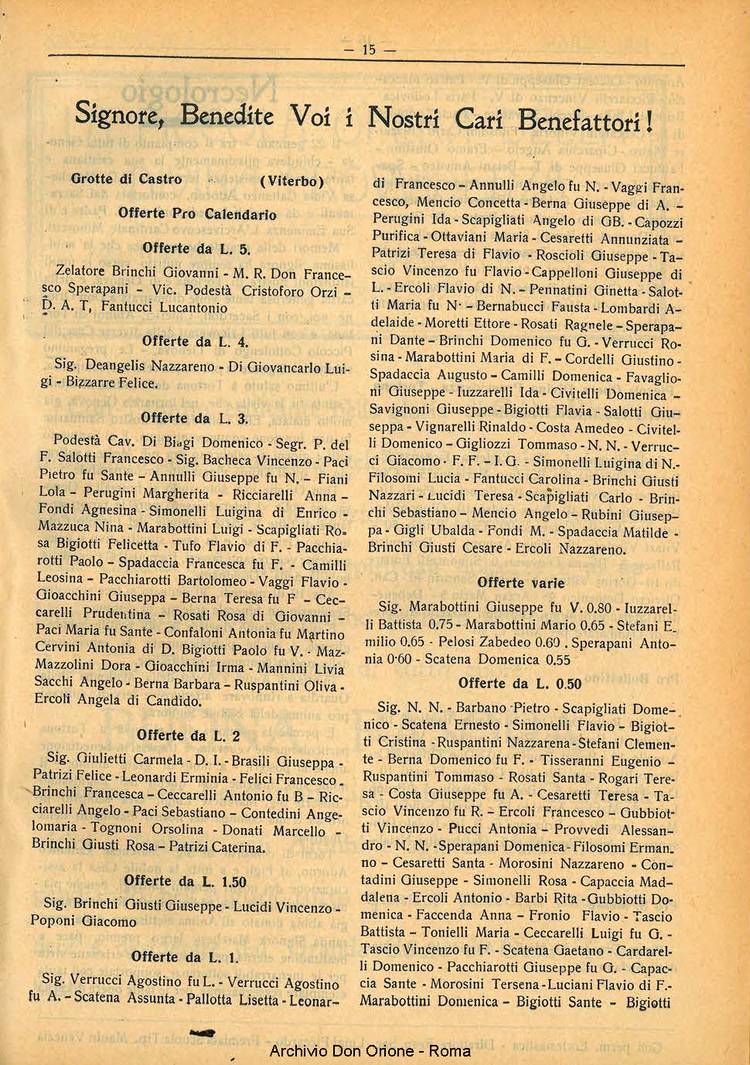 — 15 —
Signore, Benedite Voi i Nostri Cari Benefattori!
Grotte di Castro (Viterbo)
Offerte Pro Calendario
Offerte da L. 5.
Zelatore Brinchi Giovanni - M. R. Don France-
sco Sperapani - Vic. Podestà Cristoforo Orzi -
D. A. T, Fantucci Lucantonio
Offerte da L. 4.
Sig. Deangelis Nazzareno - Di Giovancarlo Lui-
gi - Bizzarre Felice.
Offerte da L. 3.
Podestà Cav. Di Biagi Domenico - Segr. P. del
F. Salotti Francesco - Sig. Bacheca Vincenzo - Paci
Pietro fu Sante - Annulli Giuseppe fu N. - Fiani
Lola - Perugini Margherita - Ricciarelli Anna -
Fondi Agnesina - Simonelli Luigina di Enrico -
Mazzuca Nina - Marabottini Luigi - Scapigliati Ro-
sa Bigiotti Felicetta - Tufo Flavio di F. - Pacchia-
rotti Paolo - Spadaccia Francesca fu F. - Camilli
Leosina - Pacchiarotti Bartolomeo - Vaggi Flavio -
Gioacchini Giuseppa - Berna Teresa fu F - Cec-
carelli Prudentina - Rosati Rosa di Giovanni -
Paci Maria fu Sante - Confaloni Antonia fu Martino
Cervini Antonia di D. Bigiotti Paolo fu V. - Maz-
Mazzolini Dora - Gioacchini Irma - Mannini Livia
Sacchi Angelo - Berna Barbara - Ruspantini Oliva -
Ercoli Angela di Candido.
Offerte da L. 2
Sig. Giulietti Carmela - D. I. - Brasili Giuseppa -
Patrizi Felice - Leonardi Erminia - Felici Francesco -
Brinchi Francesca - Ceccarelli Antonio fu B - Ric-
ciarelli Angelo - Paci Sebastiano - Contedini Ange-
lomaria - Tognoni Orsolina - Donati Marcello -
Brinchi Giusti Rosa - Patrizi Caterina.
Offerte da L. 1.50
Sig. Brinchi Giusti Giuseppe - Lucidi Vincenzo -
Poponi Giacomo
Offerte da L. 1.
Sig. Verrucci Agostino fu L. - Verrucci Agostino
fu A. - Scatena Assunta - Pallotta Lisetta - Leonar-
di Francesco - Annulli Angelo fu N. - Vaggi Fran-
cesco, Mencio Concetta - Berna Giuseppe di A. -
Perugini Ida - Scapigliati Angelo di GB. - Capozzi
Purifica - Ottaviani Maria - Cesaretti Annunziata -
Patrizi Teresa di Flavio - Roscioli Giuseppe - Ta-
scio Vincenzo fu Flavio - Cappelloni Giuseppe di
L. - Ercoli Flavio di N. - Pennatini Ginetta - Salot-
ti Maria fu N· - Bernabucci Fausta - Lombardi A-
delaide - Moretti Ettore - Rosati Ragnele - Sperapa-
ni Dante - Brinchi Domenico fu G. - Verrucci Ro-
sina - Marabottini Maria di F. - Cordelli Giustino -
Spadaccia Augusto - Camilli Domenica - Favaglio-
ni Giuseppe - Iuzzarelli Ida - Civitelli Domenica -
Savignoni Giuseppe - Bigiotti Flavia - Salotti Giu-
seppa - Vignarelli Rinaldo - Costa Amedeo - Civitel-
li Domenico - Gigliozzi Tommaso - N. N. - Verruc-
ci Giacomo - F. F. - I. G. - Simonelli Luigina di N.-
Filosomi Lucia - Fantucci Carolina - Brinchi Giusti
Nazzari - Lucidi Teresa - Scapigliati Carlo - Brin-
chi Sebastiano - Mencio Angelo - Rubini Giusep-
pa - Gigli Ubalda - Fondi M. - Spadaccia Matilde -
Brinchi Giusti Cesare - Ercoli Nazzareno.
Offerte varie
Sig. Marabottini Giuseppe fu V. 0.80 - Iuzzarel-
li Battista 0.75 - Marabottini Mario 0.65 - Stefani E-
milio 0.65 - Pelosi Zabedeo 0.60 . Sperapani Anto-
nia 0·60 - Scatena Domenica 0.55
Offerte da L. 0.50
Sig. N. N. - Barbano Pietro - Scapigliati Dome-
nico - Scatena Ernesto - Simonelli Flavio - Bigiot-
ti Cristina - Ruspantini Nazzarena - Stefani Clemen-
te - Berna Domenico fu F. - Tisseranni Eugenio -
Ruspantini Tommaso - Rosati Santa - Rogari Tere-
sa - Costa Giuseppe fu A. - Cesaretti Teresa - Ta-
scio Vincenzo fu R. - Ercoli Francesco - Gubbiot-
ti Vincenzo - Pucci Antonia - Provvedi Alessan-
dro - N. N. - Sperapani Domenica - Filosomi Erman-
no - Cesaretti Santa - Morosini Nazzareno - Con-
tadini Giuseppe - Simonelli Rosa - Capaccia Mad-
dalena - Ercoli Antonio - Barbi Rita - Gubbiotti Do-
menica - Faccenda Anna - Fronio Flavio - Tascio
Battista - Tonielli Maria - Ceccarelli Luigi fu G. -
Tascio Vincenzo fu F. - Scatena Gaetano - Cardarel-
li Domenico - Pacchiarotti Giuseppe fu G. - Capac-
cia Sante - Morosini Tersena - Luciani Flavio di F.-
Marabottini Domenica - Bigiotti Sante - Bigiotti
Archivio Don Orione - Roma